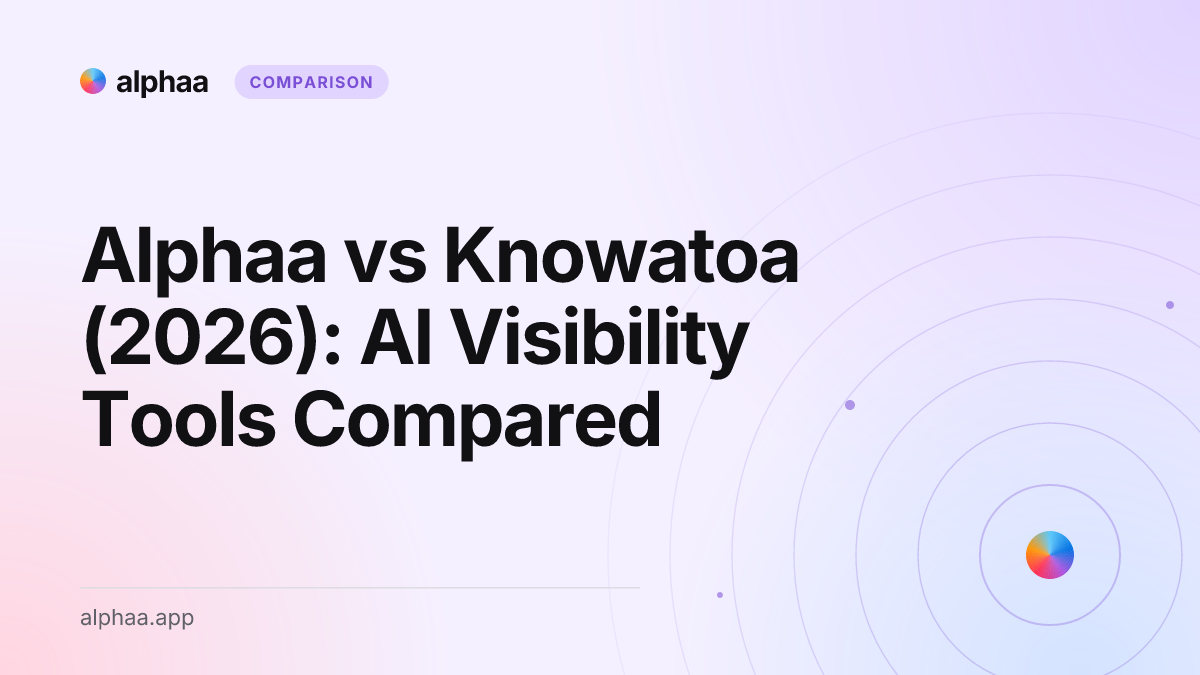 alphaa
COMPARISON
Alphaa vs Knowatoa
(2026): AI Visibility
Tools Compared
alphaa.app